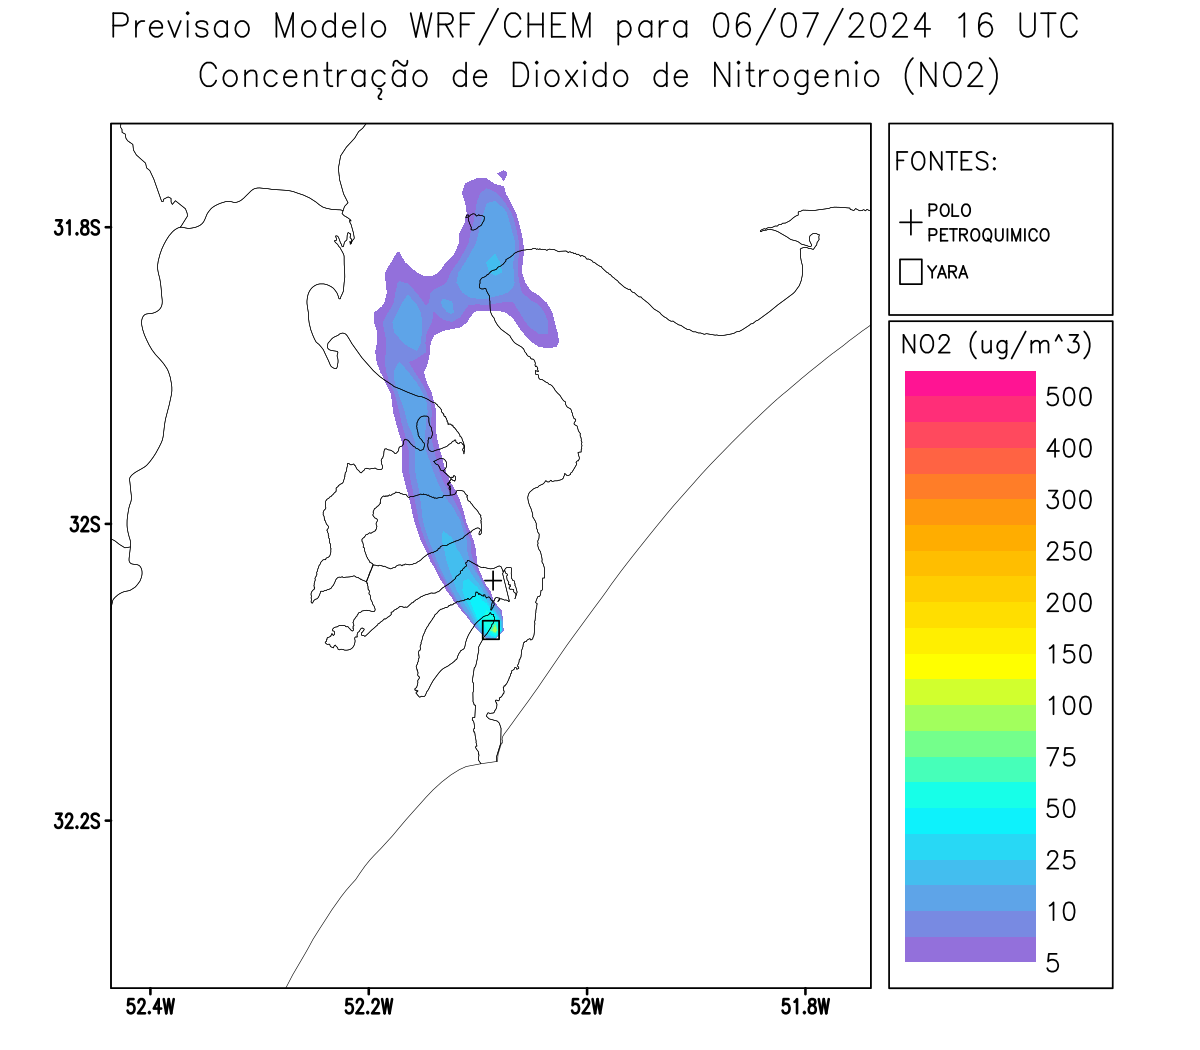 Previsao Modelo WRF/CHEM para 06/07/2024 16 UTC
Concentração de Dioxido de Nitrogenio (NO2)
FONTES:
POLO
PETROQUIMICO
YARA
NO2 (ug/m^3)
500
400
300
250
200
150
100
75
50
25
10
5
31.8S
32S
32.2S
52.4W
52.2W
52W
51.8W